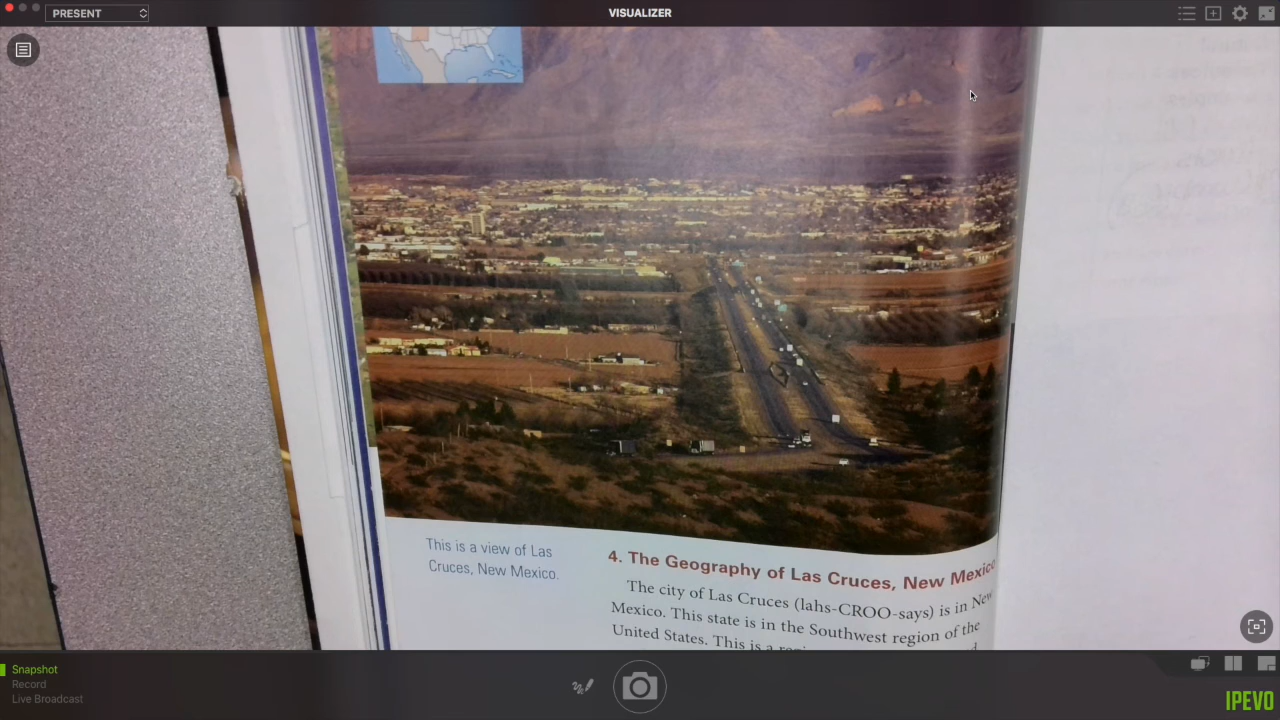 PRESENT
VISUALIZER
This is a view of Las
Cruces, New Mexico.
4. The Geography of Las Cruces, New Mexico
The city of Las Cruces (lahs-CROO-says) is in New
Mexico. This state is in the Southwest region of the
United States. This is a
Snapshot
Record
Live Broadcast
IPEVO